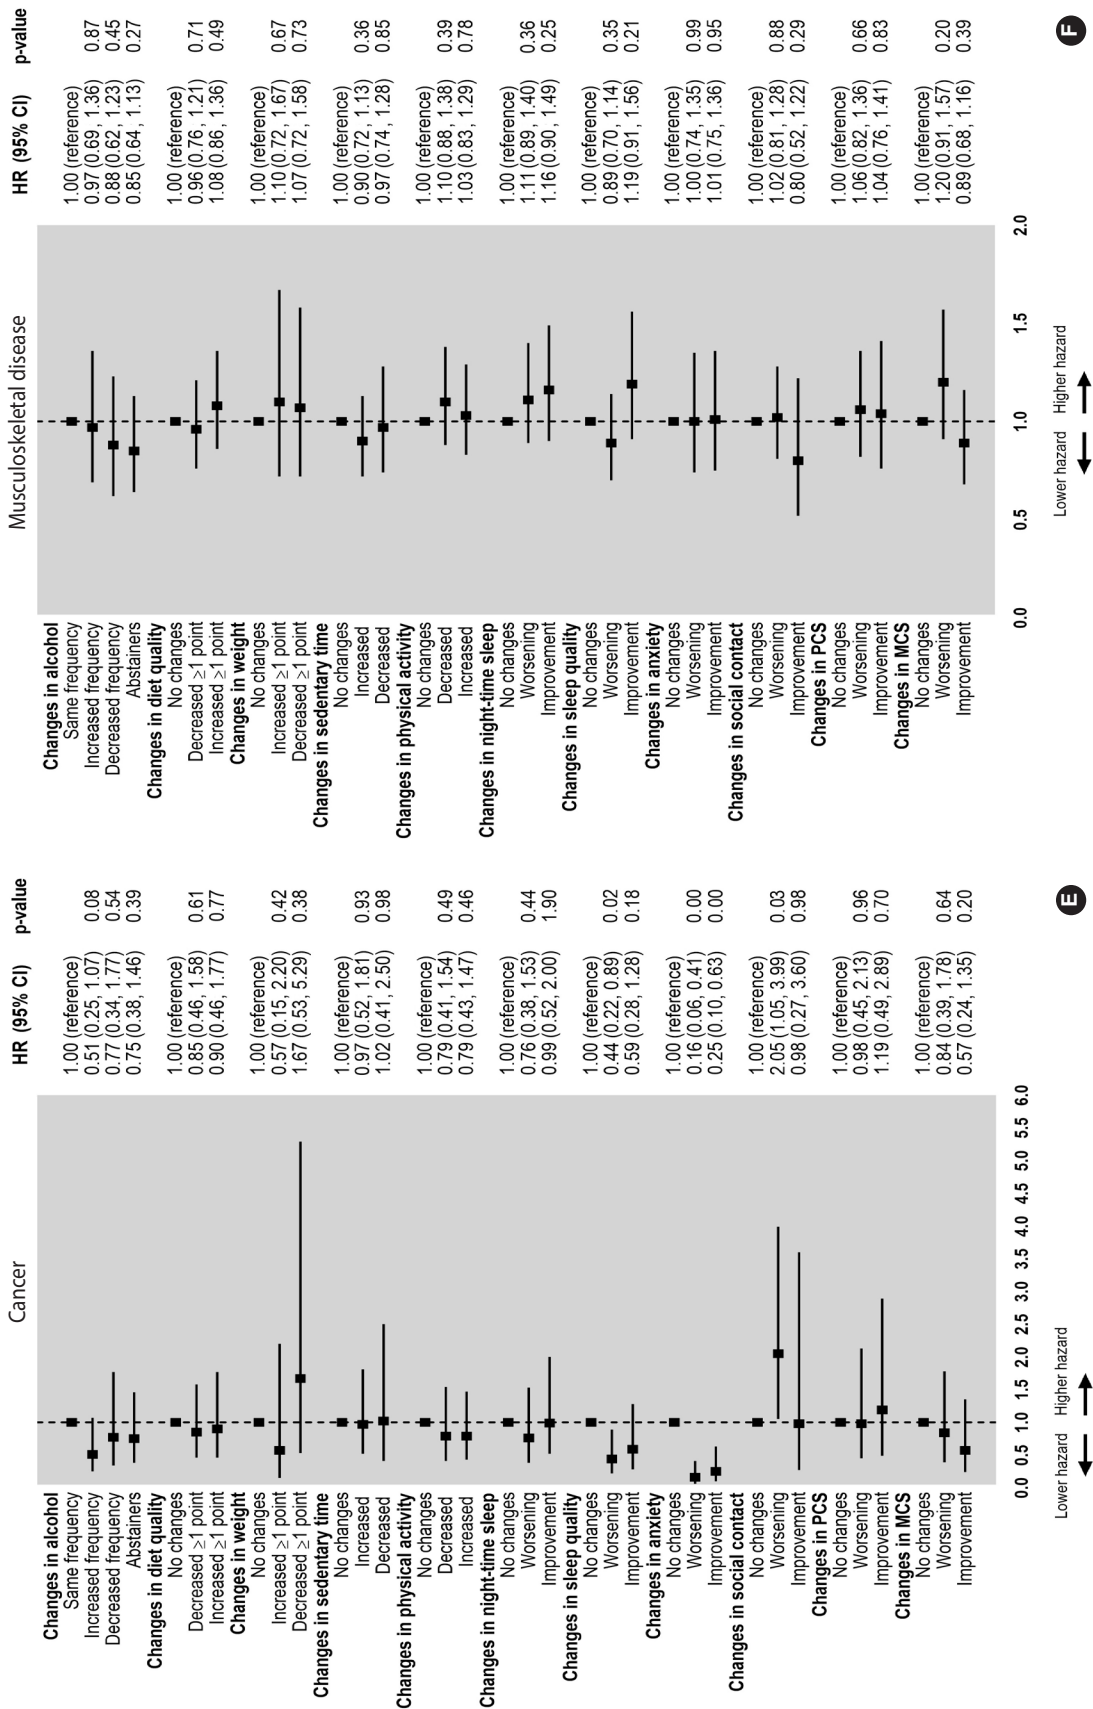 Cancer
HR (95% CI) p-value
Changes in alcohol
Same frequency 1.00 (reference)
Increased frequency 0.51 (0.25, 1.07) 0.08
Decreased frequency 0.77 (0.34, 1.77) 0.54
Abstainers 0.75 (0.38, 1.46) 0.39
Changes in diet quality
No changes 1.00 (reference)
Decreased ≥1 point 0.85 (0.46, 1.58) 0.61
Increased ≥1 point 0.90 (0.46, 1.77) 0.77
Changes in weight
No changes 1.00 (reference)
Increased ≥1 point 0.57 (0.15, 2.20) 0.42
Decreased ≥1 point 1.67 (0.53, 5.29) 0.38
Changes in sedentary time
No changes 1.00 (reference)
Increased 0.97 (0.52, 1.81) 0.93
Decreased 1.02 (0.41, 2.50) 0.98
Changes in physical activity
No changes 1.00 (reference)
Decreased 0.79 (0.41, 1.54) 0.49
Increased 0.79 (0.43, 1.47) 0.46
Changes in night-time sleep
No changes 1.00 (reference)
Worsening 0.76 (0.38, 1.53) 0.44
Improvement 0.99 (0.52, 2.00) 1.90
Changes in sleep quality
No changes 1.00 (reference)
Worsening 0.44 (0.22, 0.89) 0.02
Improvement 0.59 (0.28, 1.28) 0.18
Changes in anxiety
No changes 1.00 (reference)
Worsening 0.16 (0.06, 0.41) 0.00
Improvement 0.25 (0.10, 0.63) 0.00
Changes in social contact
No changes 1.00 (reference)
Worsening 2.05 (1.05, 3.99) 0.03
Improvement 0.98 (0.27, 3.60) 0.98
Changes in PCS
No changes 1.00 (reference)
Worsening 0.98 (0.45, 2.13) 0.96
Improvement 1.19 (0.49, 2.89) 0.70
Changes in MCS
No changes 1.00 (reference)
Worsening 0.84 (0.39, 1.78) 0.64
Improvement 0.57 (0.24, 1.35) 0.20
0.0 0.5 1.0 1.5 2.0 2.5 3.0 3.5 4.0 4.5 5.0 5.5 6.0
Lower hazard Higher hazard
E
Musculoskeletal disease
HR (95% CI) p-value
Changes in alcohol
Same frequency 1.00 (reference)
Increased frequency 0.97 (0.69, 1.36) 0.87
Decreased frequency 0.88 (0.62, 1.23) 0.45
Abstainers 0.85 (0.64, 1.13) 0.27
Changes in diet quality
No changes 1.00 (reference)
Decreased ≥1 point 0.96 (0.76, 1.21) 0.71
Increased ≥1 point 1.08 (0.86, 1.36) 0.49
Changes in weight
No changes 1.00 (reference)
Increased ≥1 point 1.10 (0.72, 1.67) 0.67
Decreased ≥1 point 1.07 (0.72, 1.58) 0.73
Changes in sedentary time
No changes 1.00 (reference)
Increased 0.90 (0.72, 1.13) 0.36
Decreased 0.97 (0.74, 1.28) 0.85
Changes in physical activity
No changes 1.00 (reference)
Decreased 1.10 (0.88, 1.38) 0.39
Increased 1.03 (0.83, 1.29) 0.78
Changes in night-time sleep
No changes 1.00 (reference)
Worsening 1.11 (0.89, 1.40) 0.36
Improvement 1.16 (0.90, 1.49) 0.25
Changes in sleep quality
No changes 1.00 (reference)
Worsening 0.89 (0.70, 1.14) 0.35
Improvement 1.19 (0.91, 1.56) 0.21
Changes in anxiety
No changes 1.00 (reference)
Worsening 1.00 (0.74, 1.35) 0.99
Improvement 1.01 (0.75, 1.36) 0.95
Changes in social contact
No changes 1.00 (reference)
Worsening 1.02 (0.81, 1.28) 0.88
Improvement 0.80 (0.52, 1.22) 0.29
Changes in PCS
No changes 1.00 (reference)
Worsening 1.06 (0.82, 1.36) 0.66
Improvement 1.04 (0.76, 1.41) 0.83
Changes in MCS
No changes 1.00 (reference)
Worsening 1.20 (0.91, 1.57) 0.20
Improvement 0.89 (0.68, 1.16) 0.39
0.0 0.5 1.0 1.5 2.0
Lower hazard Higher hazard
F